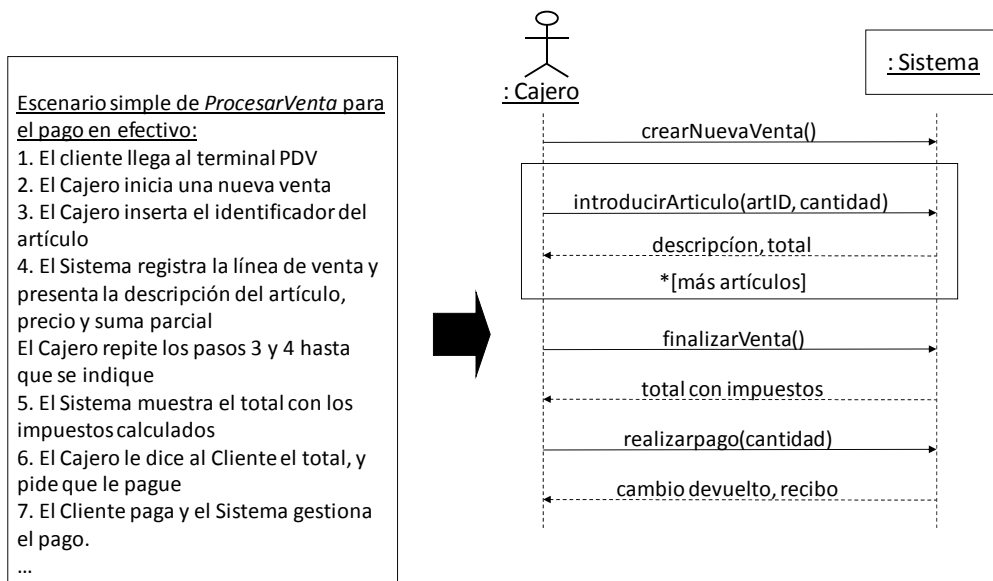 Escenario simple de ProcesarVenta para
el pago en efectivo:
1. El cliente llega al terminal PDV
2. El Cajero inicia una nueva venta
3. El Cajero inserta el identificador del
artículo
4. El Sistema registra la línea de venta y
presenta la descripción del artículo,
precio y suma parcial
El Cajero repite los pasos 3 y 4 hasta
que se indique
5. El Sistema muestra el total con los
impuestos calculados
6. El Cajero le dice al Cliente el total, y
pide que le pague
7. El Cliente paga y el Sistema gestiona
el pago.
…
: Cajero
: Sistema
crearNuevaVenta()
introducirArticulo(artID, cantidad)
descripcíon, total
*[más artículos]
finalizarVenta()
total con impuestos
realizarpago(cantidad)
cambio devuelto, recibo